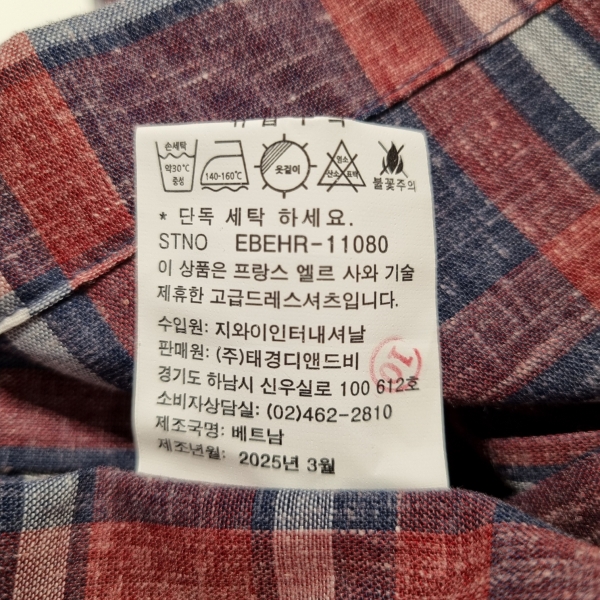 손세탁
약30℃
중성
140-160℃
옷걸이
염소
산소 표백
불꽃주의
* 단독 세탁 하세요.
STNO EBEHR-11080
이 상품은 프랑스 엘르 사와 기술
제휴한 고급드레스셔츠입니다.
수입원: 지와이인터내셔날
판매원: (주)태경디앤드비
경기도 하남시 신우실로 100 612호
소비자상담실: (02)462-2810
제조국명: 베트남
제조년월: 2025년 3월